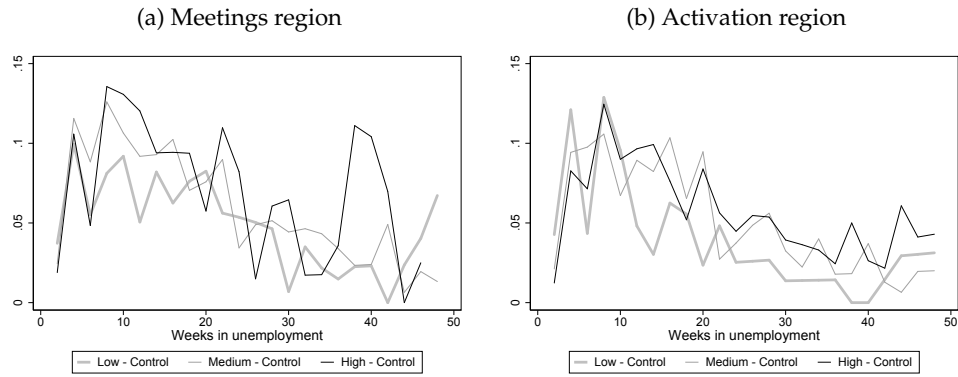 (a) Meetings region
.15
.1
.05
0
0 10 20 30 40 50
Weeks in unemployment
Low - Control Medium - Control High - Control
(b) Activation region
.15
.1
.05
0
0 10 20 30 40 50
Weeks in unemployment
Low - Control Medium - Control High - Control